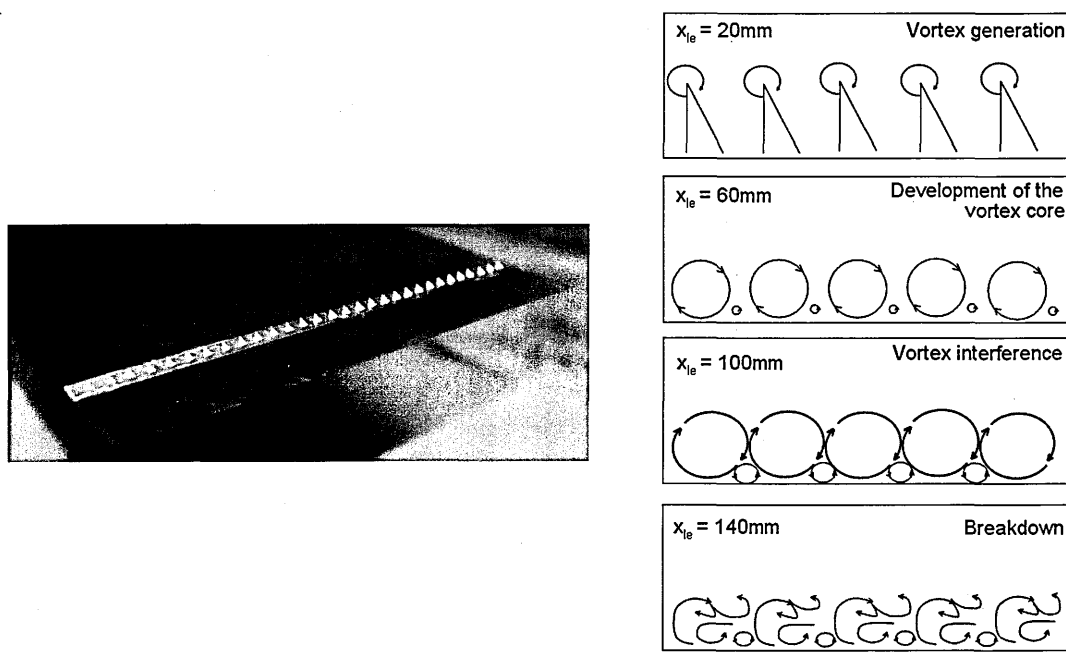 x_le = 20mm Vortex generation
x_le = 60mm Development of the
vortex core
x_le = 100mm Vortex interference
x_le = 140mm Breakdown